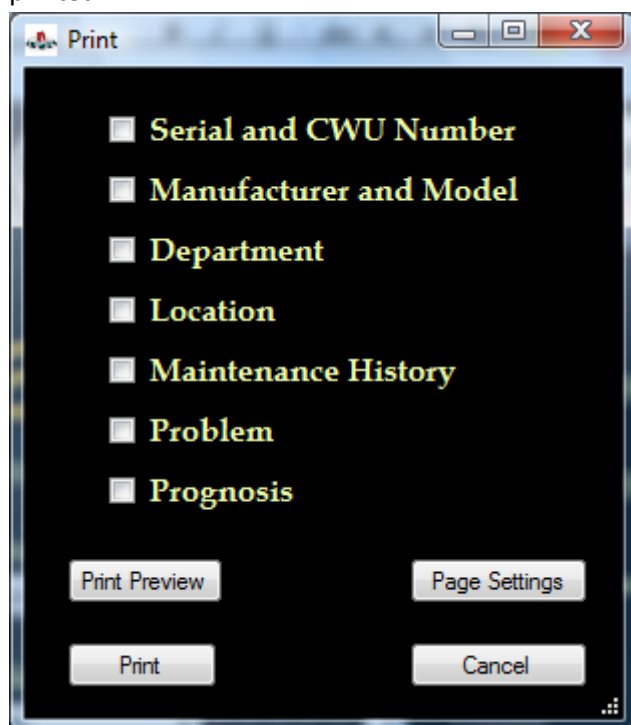 Print
Serial and CWU Number
Manufacturer and Model
Department
Location
Maintenance History
Problem
Prognosis
Print Preview
Page Settings
Print
Cancel